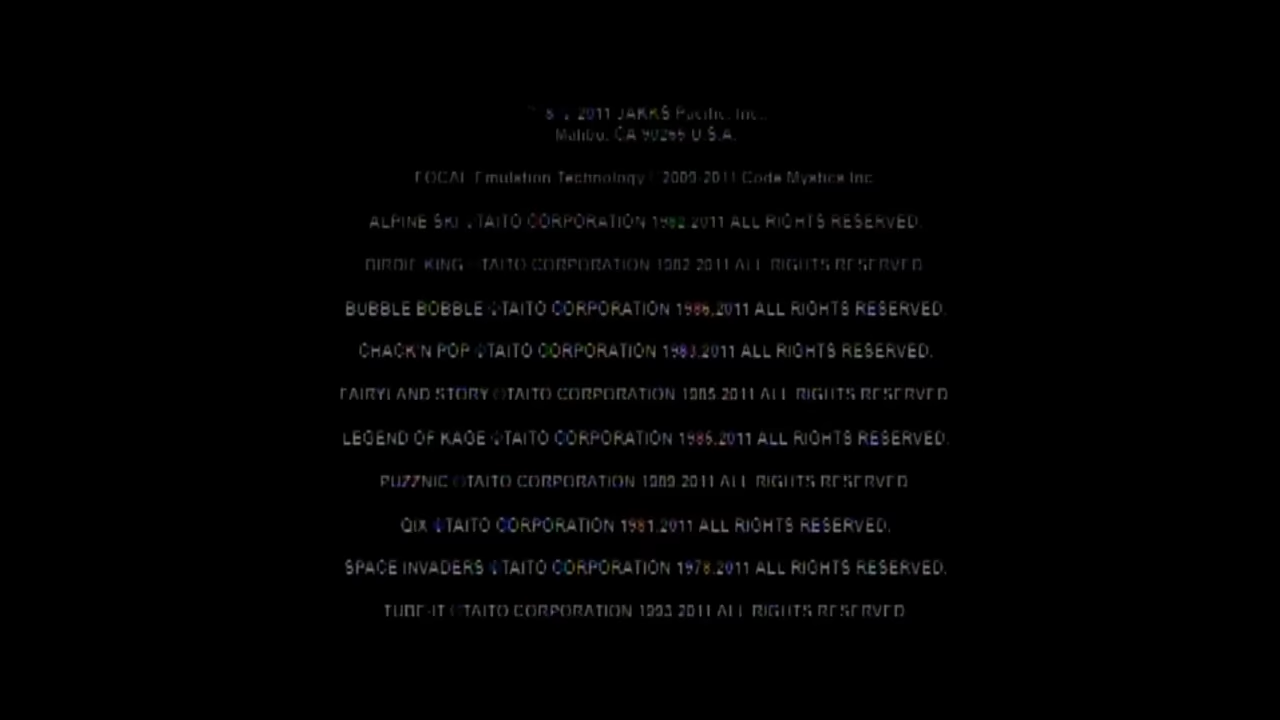 2011 JAKKS Pacific, Inc.
Malibu, CA 90265 U.S.A.
FOCAL Emulation Technology ©2009-2011 Code Mystics Inc.
ALPINE SKI ©TAITO CORPORATION 1982,2011 ALL RIGHTS RESERVED.
BIRDIE KING ©TAITO CORPORATION 1982,2011 ALL RIGHTS RESERVED.
BUBBLE BOBBLE ©TAITO CORPORATION 1986,2011 ALL RIGHTS RESERVED.
CHACK'N POP ©TAITO CORPORATION 1983,2011 ALL RIGHTS RESERVED.
FAIRYLAND STORY ©TAITO CORPORATION 1985,2011 ALL RIGHTS RESERVED.
LEGEND OF KAGE ©TAITO CORPORATION 1985,2011 ALL RIGHTS RESERVED.
PUZZNIC ©TAITO CORPORATION 1989,2011 ALL RIGHTS RESERVED.
QIX ©TAITO CORPORATION 1981,2011 ALL RIGHTS RESERVED.
SPACE INVADERS ©TAITO CORPORATION 1978,2011 ALL RIGHTS RESERVED.
TUBE-IT ©TAITO CORPORATION 1993,2011 ALL RIGHTS RESERVED.